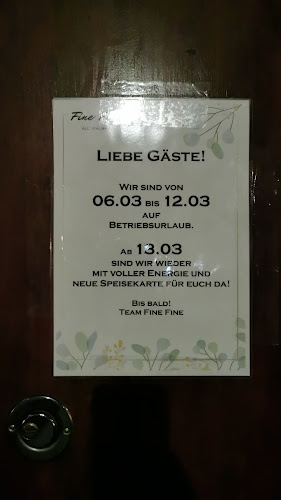 Fine
LIEBE GÄSTE!
WIR SIND VON
06.03 BIS 12.03
AUF
BETRIEBSURLAUB.
AB 13.03
SIND WIR WIEDER
MIT VOLLER ENERGIE UND
NEUE SPEISEKARTE FÜR EUCH DA!
BIS BALD!
TEAM FINE FINE